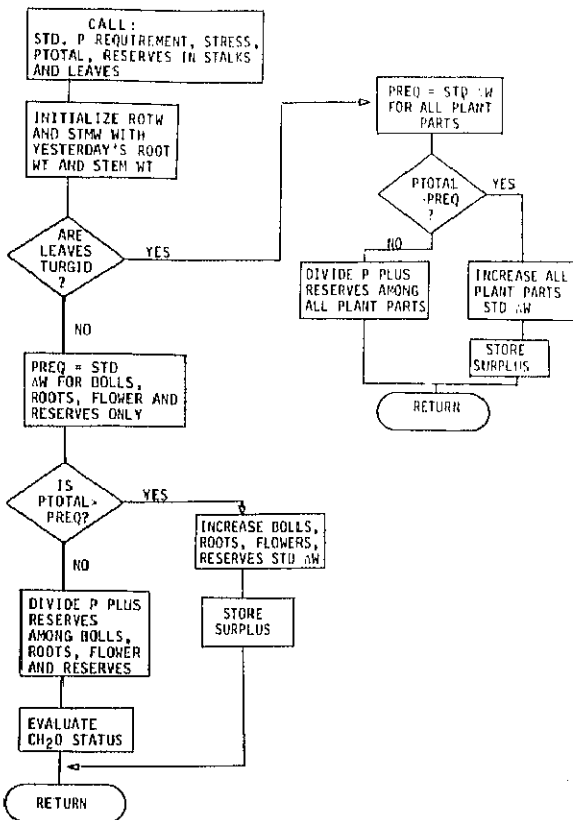 CALL:
STD. P REQUIREMENT, STRESS,
PTOTAL, RESERVES IN STALKS
AND LEAVES
INITIALIZE ROTW
AND STMW WITH
YESTERDAY'S ROOT
WT AND STEM WT
ARE
LEAVES
TURGID
?
YES
NO
PREQ = STD ΔW
FOR ALL PLANT
PARTS
PTOTAL
>PREQ
?
YES
NO
DIVIDE P PLUS
RESERVES AMONG
ALL PLANT PARTS
INCREASE ALL
PLANT PARTS
STD ΔW
STORE
SURPLUS
RETURN
PREQ = STD
ΔW FOR BOLLS,
ROOTS, FLOWER AND
RESERVES ONLY
IS
PTOTAL>
PREQ?
YES
NO
INCREASE BOLLS,
ROOTS, FLOWERS,
RESERVES STD ΔW
STORE
SURPLUS
DIVIDE P PLUS
RESERVES
AMONG BOLLS,
ROOTS, FLOWER
AND RESERVES
EVALUATE
CH₂O STATUS
RETURN